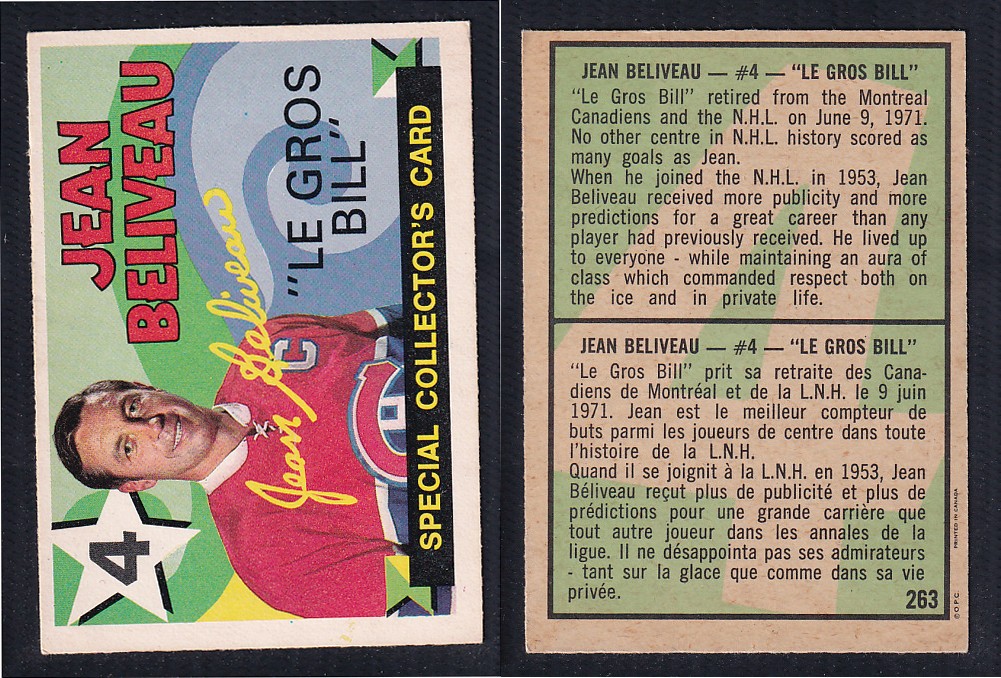 JEAN
BELIVEAU
4
"LE GROS
BILL"
Jean Beliveau
C
SPECIAL COLLECTOR'S CARD
JEAN BELIVEAU — #4 — "LE GROS BILL"
"Le Gros Bill" retired from the Montreal
Canadiens and the N.H.L. on June 9, 1971.
No other centre in N.H.L. history scored as
many goals as Jean.
When he joined the N.H.L. in 1953, Jean
Beliveau received more publicity and more
predictions for a great career than any
player had previously received. He lived up
to everyone - while maintaining an aura of
class which commanded respect both on
the ice and in private life.
JEAN BELIVEAU — #4 — "LE GROS BILL"
"Le Gros Bill" prit sa retraite des Cana-
diens de Montréal et de la L.N.H. le 9 juin
1971. Jean est le meilleur compteur de
buts parmi les joueurs de centre dans toute
l'histoire de la L.N.H.
Quand il se joignit à la L.N.H. en 1953, Jean
Béliveau reçut plus de publicité et plus de
prédictions pour une grande carrière que
tout autre joueur dans les annales de la
ligue. Il ne désappointa pas ses admirateurs
- tant sur la glace que comme dans sa vie
privée.
263
© O.P.C.
PRINTED IN CANADA